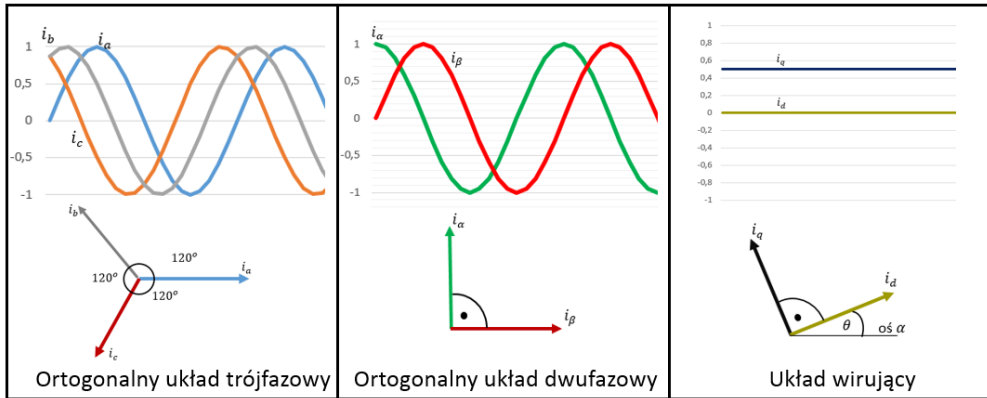 i_b
i_a
1
0,5
0
-0,5
-1
i_c
i_b
120°
120°
120°
i_a
i_c
Ortogonalny układ trójfazowy
i_α
i_β
1
0,5
0
-0,5
-1
i_α
i_β
Ortogonalny układ dwufazowy
1
0,8
0,6
0,4
0,2
0
-0,2
-0,4
-0,6
-0,8
-1
i_q
i_d
i_q
i_d
θ
oś α
Układ wirujący